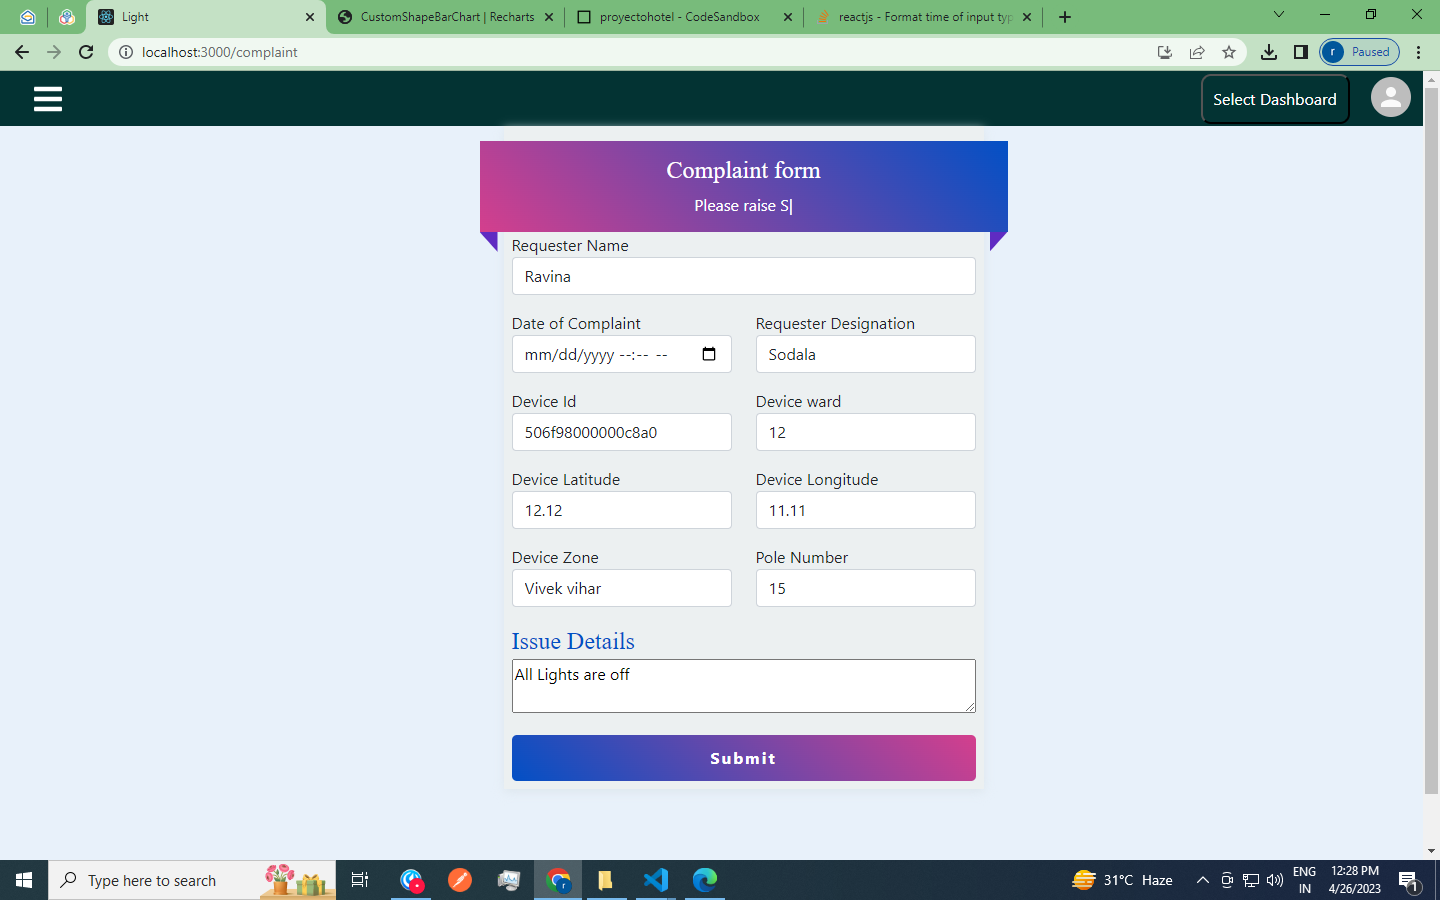 Light
CustomShapeBarChart | Recharts
proyectohotel - CodeSandbox
reactjs - Format time of input typ
localhost:3000/complaint
r Paused
Select Dashboard
Complaint form
Please raise S|
Requester Name
Ravina
Date of Complaint Requester Designation
mm/dd/yyyy --:-- -- Sodala
Device Id Device ward
506f98000000c8a0 12
Device Latitude Device Longitude
12.12 11.11
Device Zone Pole Number
Vivek vihar 15
Issue Details
All Lights are off
Submit
Type here to search
31°C Haze
ENG
IN
12:28 PM
4/26/2023
1